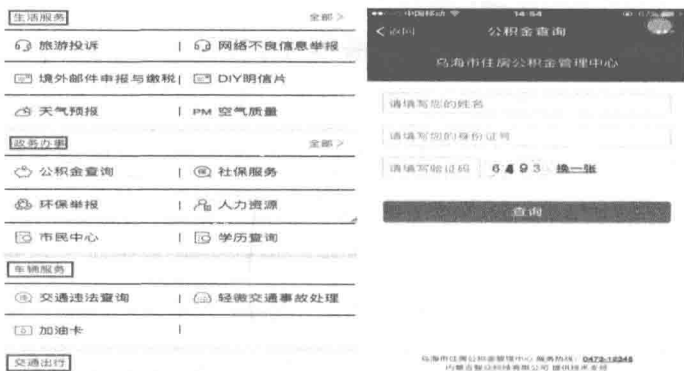 生活服务 全部 >
旅游投诉 | 网络不良信息举报
境外邮件申报与缴税 | DIY明信片
天气预报 | PM 空气质量
政务办事 全部 >
公积金查询 | 社保服务
环保举报 | 人力资源
市民中心 | 学历查询
车辆服务
交通违法查询 | 轻微交通事故处理
加油卡 |
交通出行
中国移动 14:54
< 返回 公积金查询
乌海市住房公积金管理中心
请填写您的姓名
请填写您的身份证号
请填写验证码 6493 换一张
查询
乌海市住房公积金管理中心 服务热线: 0473-12345